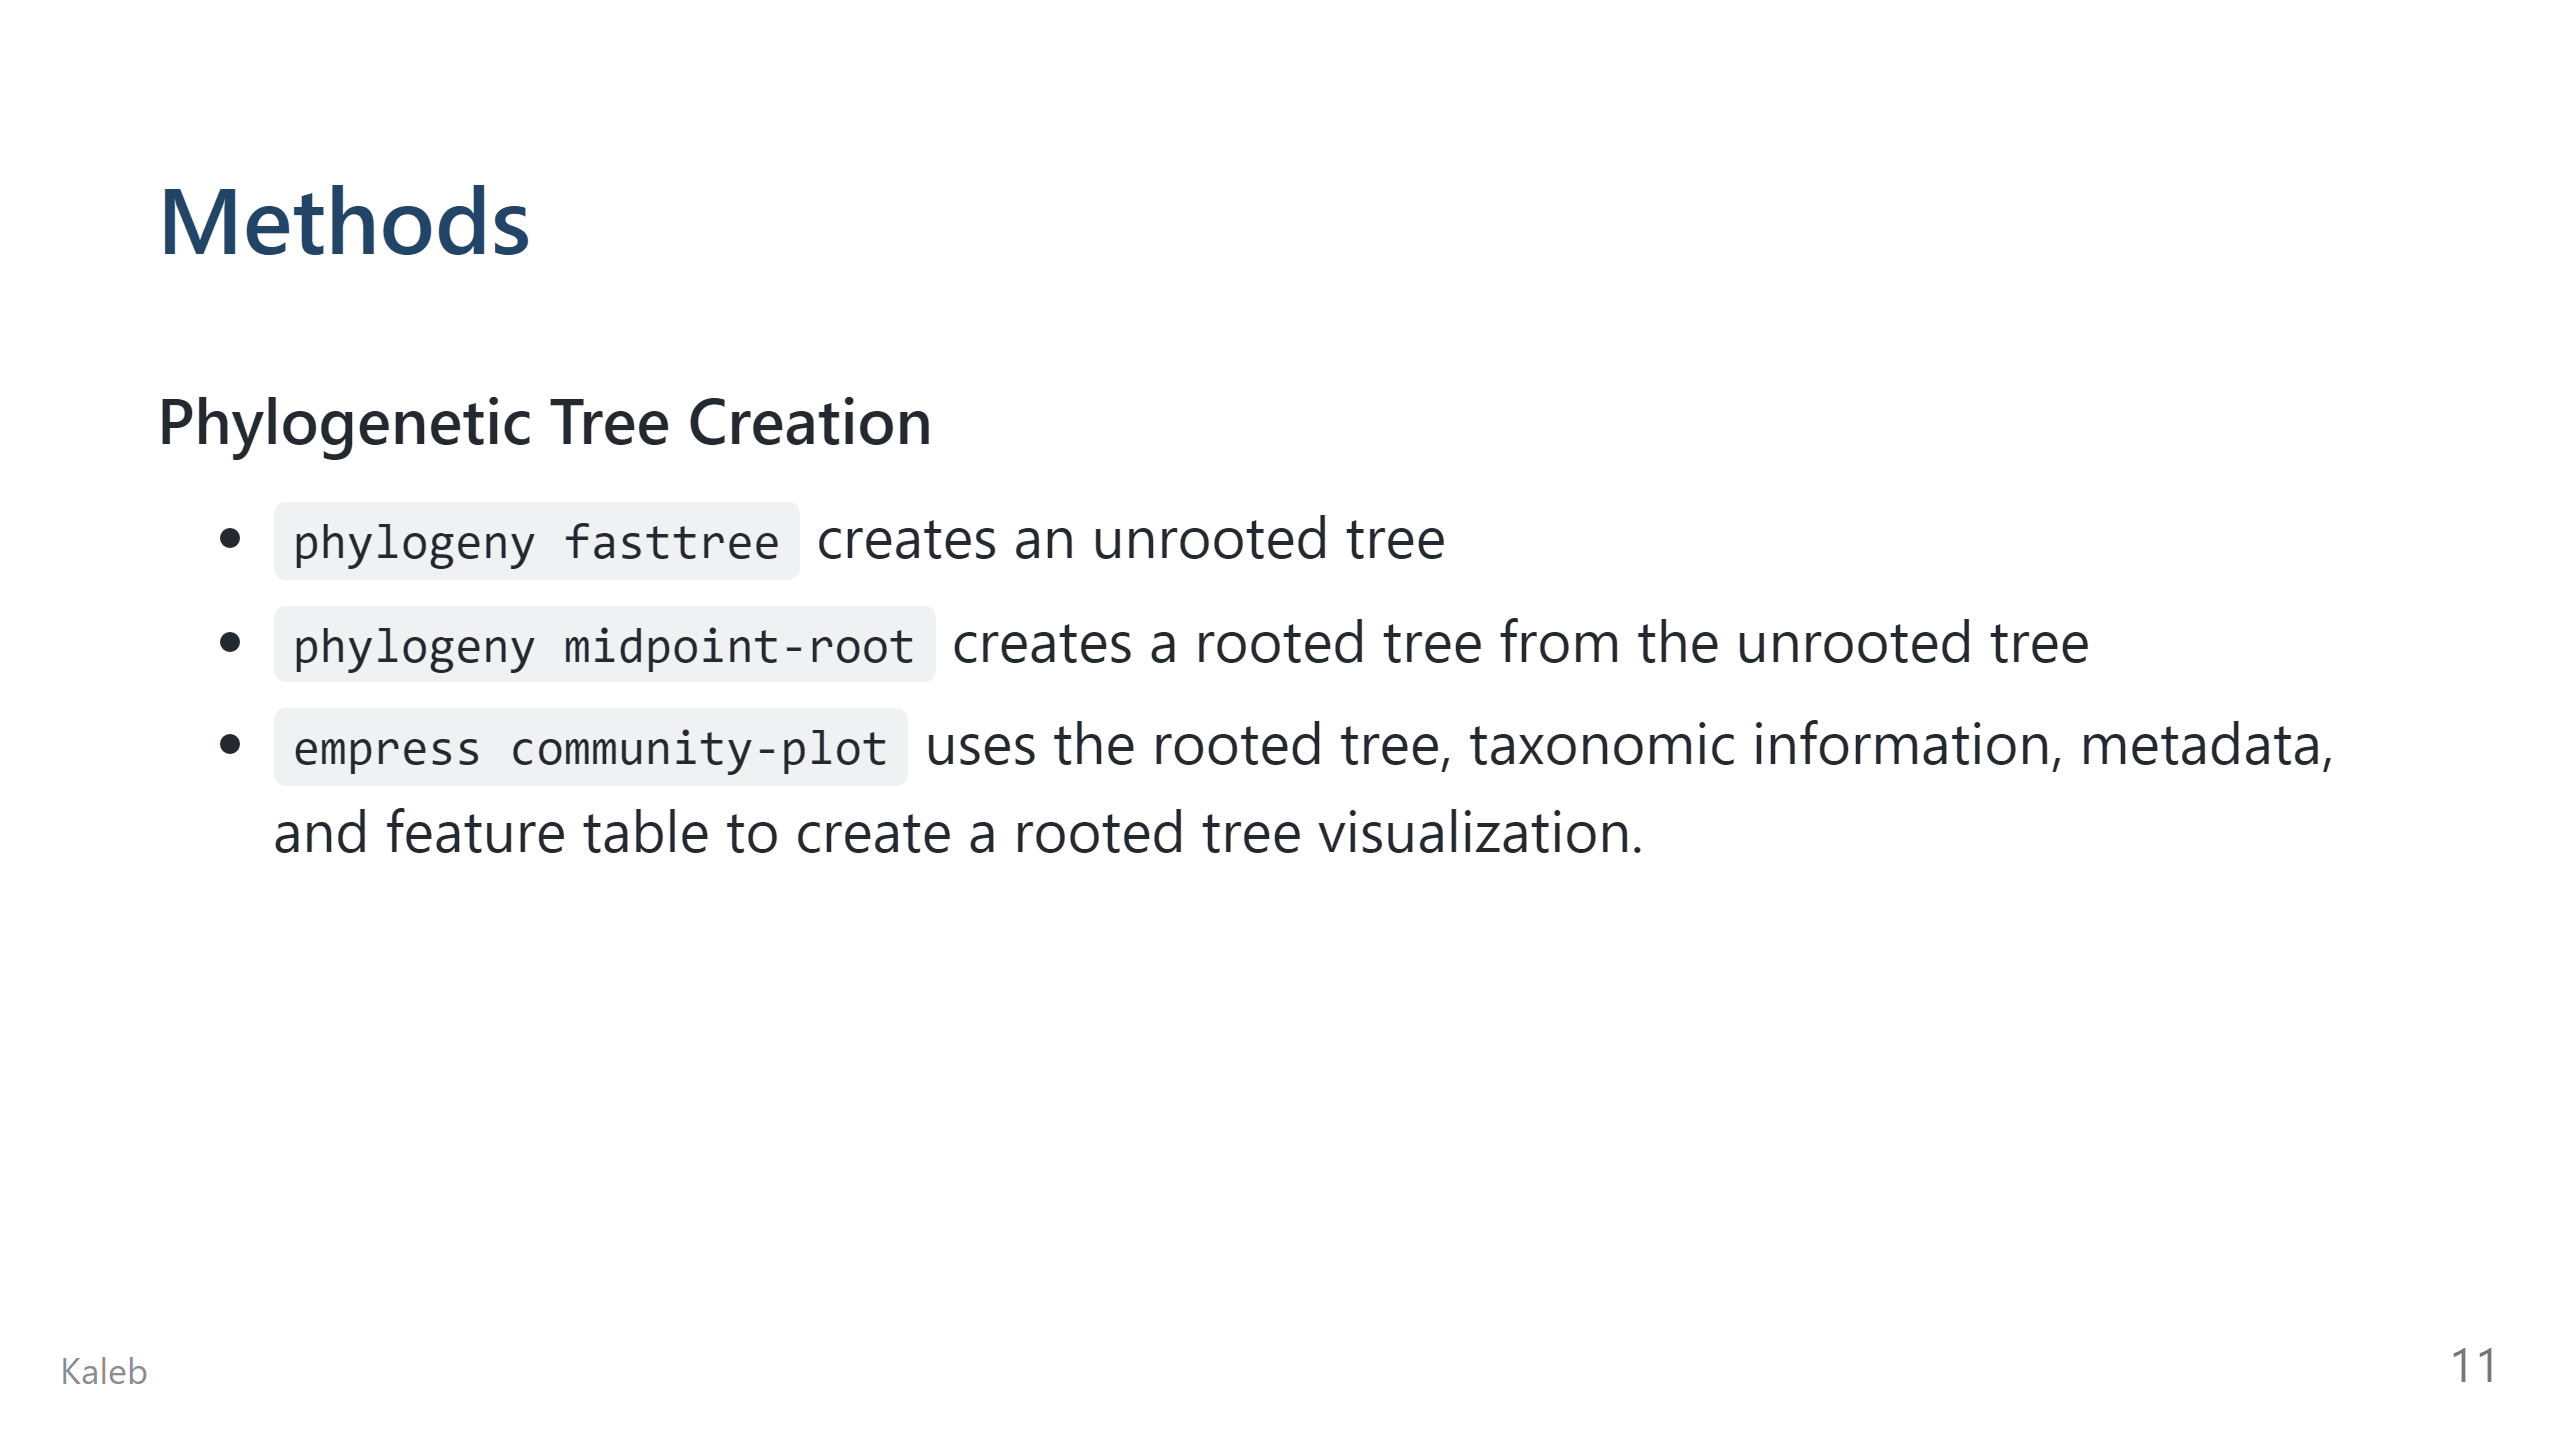 Methods
Phylogenetic Tree Creation
• phylogeny fasttree creates an unrooted tree
• phylogeny midpoint-root creates a rooted tree from the unrooted tree
• empress community-plot uses the rooted tree, taxonomic information, metadata,
and feature table to create a rooted tree visualization.
Kaleb
11